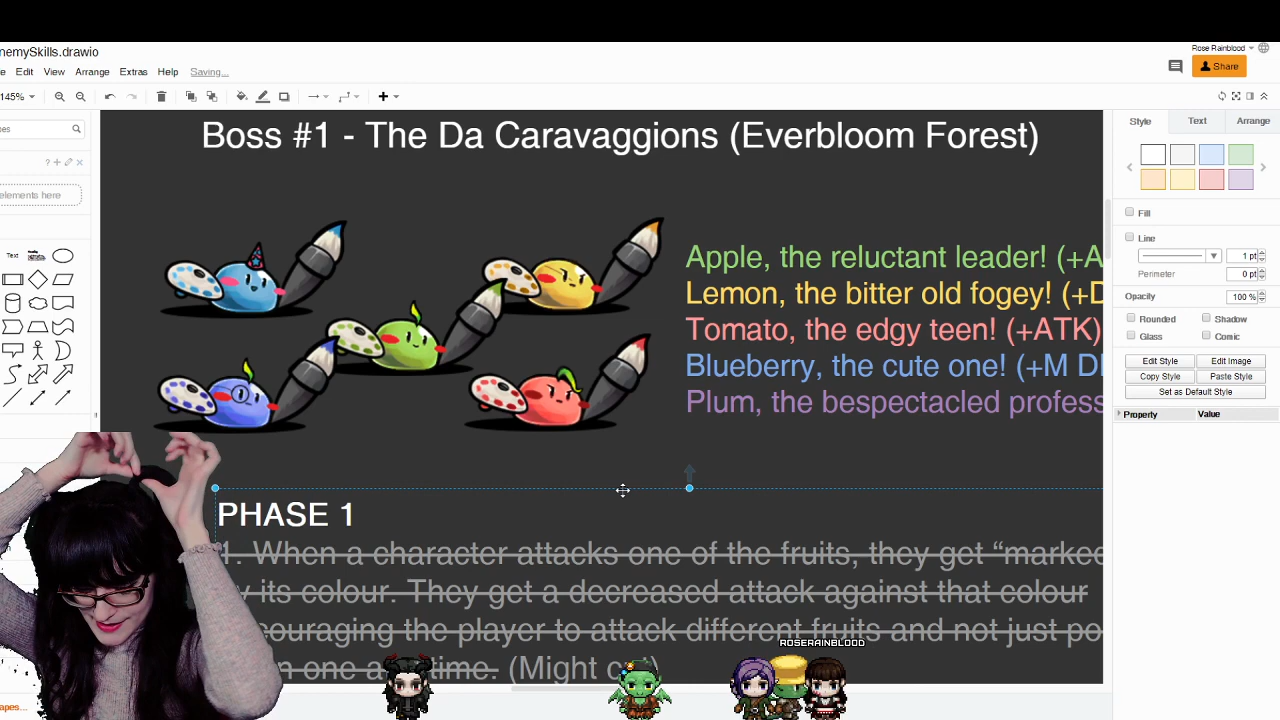 nemySkills.drawio
Rose Rainblood
Edit View Arrange Extras Help Saving...
Share
145%
Style Text Arrange
Boss #1 - The Da Caravaggions (Everbloom Forest)
elements here
Fill
Line
1 pt
Perimeter 0 pt
Opacity 100 %
Rounded Shadow
Glass Comic
Edit Style Edit Image
Copy Style Paste Style
Set as Default Style
Property Value
Text
Apple, the reluctant leader! (+A
Lemon, the bitter old fogey! (+D
Tomato, the edgy teen! (+ATK)
Blueberry, the cute one! (+M D
Plum, the bespectacled profess
PHASE 1
1. When a character attacks one of the fruits, they get “marked
its colour. They get a decreased attack against that colour
couraging the player to attack different fruits and not just po
one a time. (Might c
ROSERAINBLOOD
apes...